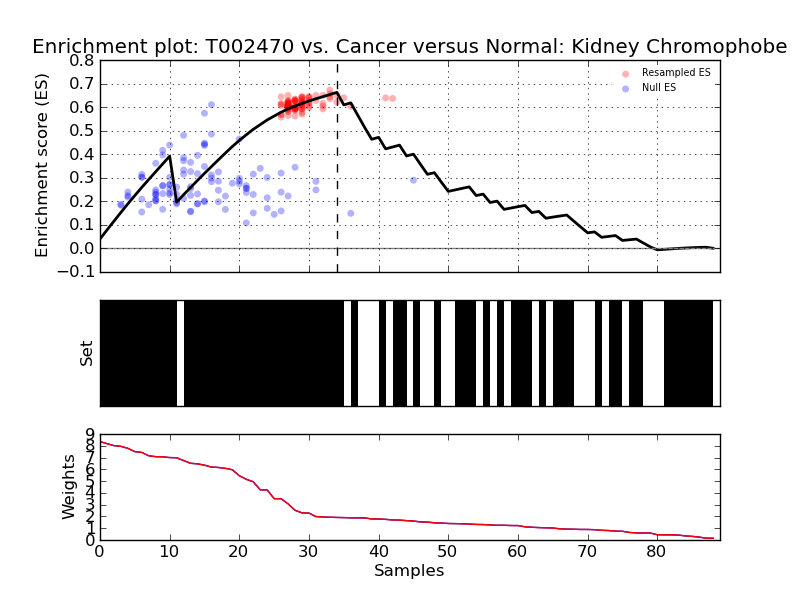 Enrichment plot: T002470 vs. Cancer versus Normal: Kidney Chromophobe
0.8
0.7
0.6
0.5
0.4
0.3
0.2
0.1
0.0
−0.1
Enrichment score (ES)
Resampled ES
Null ES
Set
9
8
7
6
5
4
3
2
1
0
Weights
0 10 20 30 40 50 60 70 80
Samples